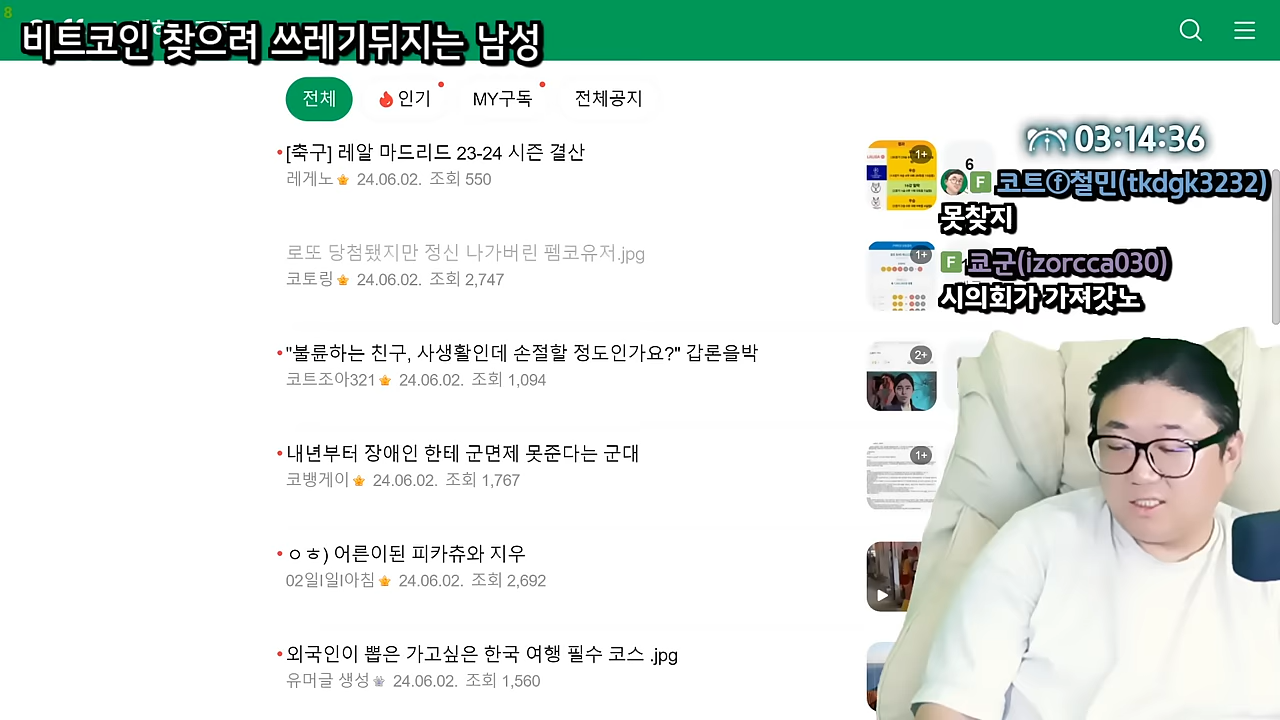 8
비트코인 찾으려 쓰레기뒤지는 남성
전체
인기
MY구독
전체공지
[축구] 레알 마드리드 23-24 시즌 결산
레게노 24.06.02. 조회 550
1+
6
로또 당첨됐지만 정신 나가버린 펨코유저.jpg
코토링 24.06.02. 조회 2,747
1+
"불륜하는 친구, 사생활인데 손절할 정도인가요?" 갑론을박
코트조아321 24.06.02. 조회 1,094
2+
내년부터 장애인 한테 군면제 못준다는 군대
코뱅게이 24.06.02. 조회 1,767
1+
ㅇㅎ) 어른이된 피카츄와 지우
02일|일|아침 24.06.02. 조회 2,692
외국인이 뽑은 가고싶은 한국 여행 필수 코스 .jpg
유머글 생성 24.06.02. 조회 1,560
03:14:36
F 코트ⓕ철민(tkdgk3232)
못찾지
F 쿄군(izorcca030)
시의회가 가져갓노